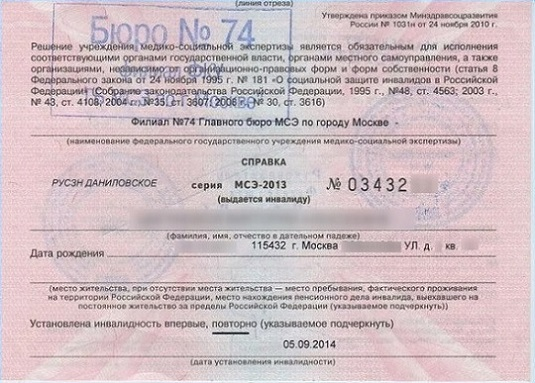 (линия отреза)
Утверждена приказом Минздравсоцразвития
России № 1031н от 24 ноября 2010 г.
Бюро № 74
Решение учреждения медико-социальной экспертизы является обязательным для исполнения
соответствующими органами государственной власти, органами местного самоуправления, а также
организациями, независимо от организационно-правовых форм и форм собственности (статья 8
Федерального закона от 24 ноября 1995 г. № 181 «О социальной защите инвалидов в Российской
Федерации» (Собрание законодательства Российской Федерации, 1995 г., №48, ст. 4563; 2003 г.,
№ 43, ст. 4108, 2004 г., №35, ст. 3607, 2006 г., № 30, ст. 3616)
Филиал №74 Главного бюро МСЭ по городу Москве -
(наименование федерального государственного учреждения медико-социальной экспертизы)
СПРАВКА
РУСЗН ДАНИЛОВСКОЕ серия МСЭ-2013 № 03432
(выдается инвалиду)
(фамилия, имя, отчество в дательном падеже)
115432 г. Москва УЛ. д. кв.
Дата рождения
(место жительства, при отсутствии места жительства — место пребывания, фактического проживания
на территории Российской Федерации, место нахождения пенсионного дела инвалида, выехавшего на
постоянное жительство за пределы Российской Федерации (указываемое подчеркнуть))
Установлена инвалидность впервые, повторно (указываемое подчеркнуть)
05.09.2014
(дата установления инвалидности)